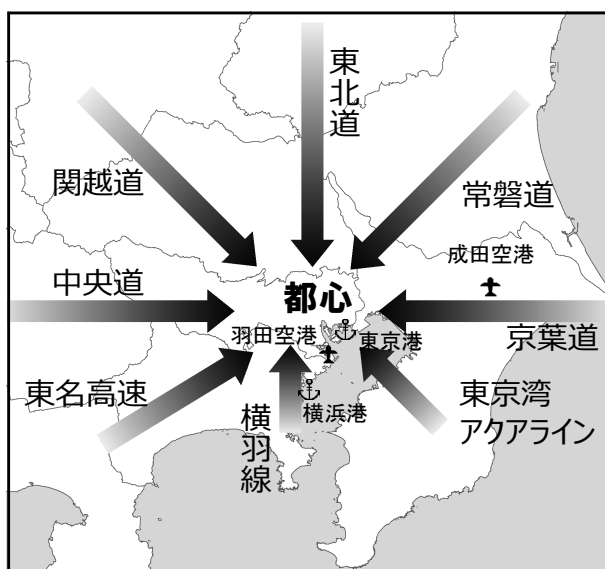 東北道
関越道
常磐道
成田空港
中央道
都心
羽田空港
東京港
京葉道
東名高速
横羽線
横浜港
東京湾
アクアライン